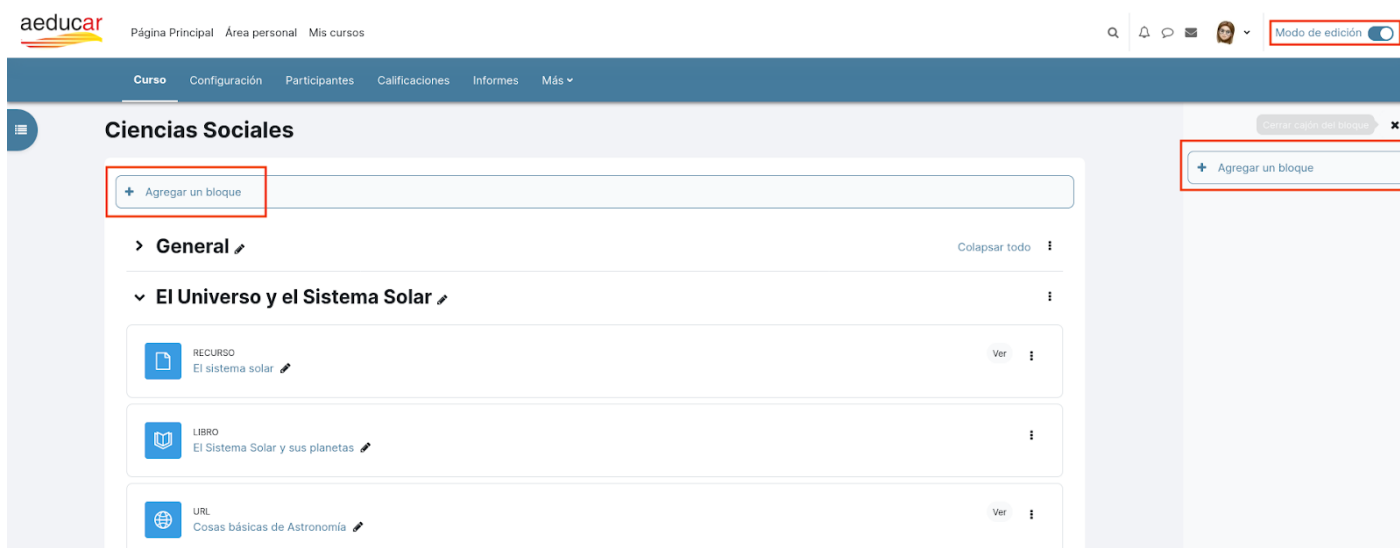 aeducar
Página Principal Área personal Mis cursos
Modo de edición
Curso Configuración Participantes Calificaciones Informes Más
Ciencias Sociales
Cerrar cajón del bloque
+ Agregar un bloque
+ Agregar un bloque
General
Colapsar todo
El Universo y el Sistema Solar
RECURSO
El sistema solar
Ver
LIBRO
El Sistema Solar y sus planetas
URL
Cosas básicas de Astronomía
Ver